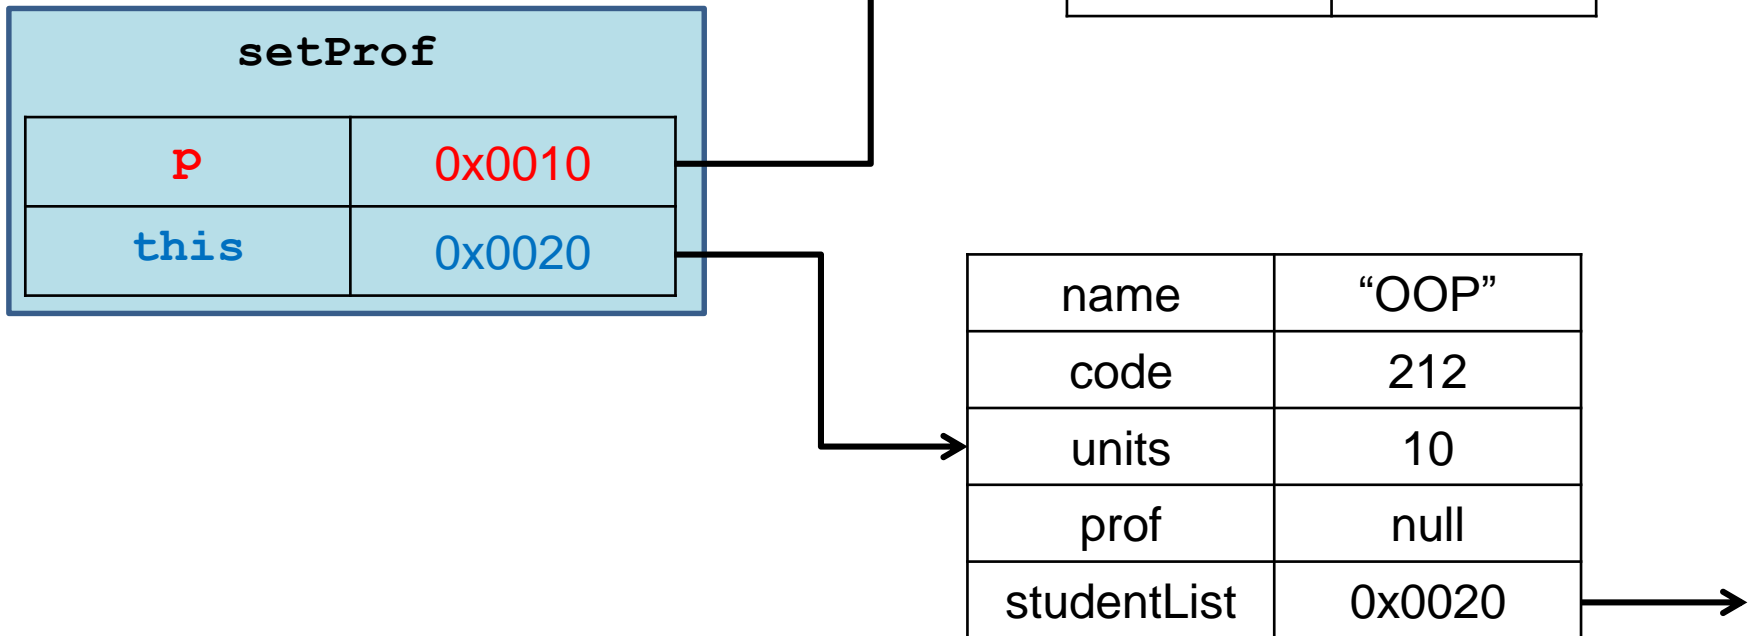 setProf
p 0x0010
this 0x0020
name “OOP”
code 212
units 10
prof null
studentList 0x0020